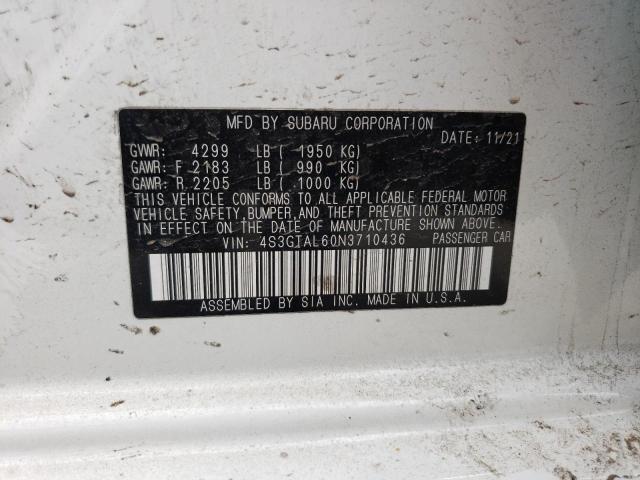 MFD BY SUBARU CORPORATION
DATE: 11/21
GVWR: 4299 LB ( 1950 KG)
GAWR: F 2183 LB ( 990 KG)
GAWR: R 2205 LB ( 1000 KG)
THIS VEHICLE CONFORMS TO ALL APPLICABLE FEDERAL MOTOR
VEHICLE SAFETY, BUMPER, AND THEFT PREVENTION STANDARDS
IN EFFECT ON THE DATE OF MANUFACTURE SHOWN ABOVE.
VIN: 4S3GTAL60N3710436 PASSENGER CAR
ASSEMBLED BY SIA INC. MADE IN U.S.A.